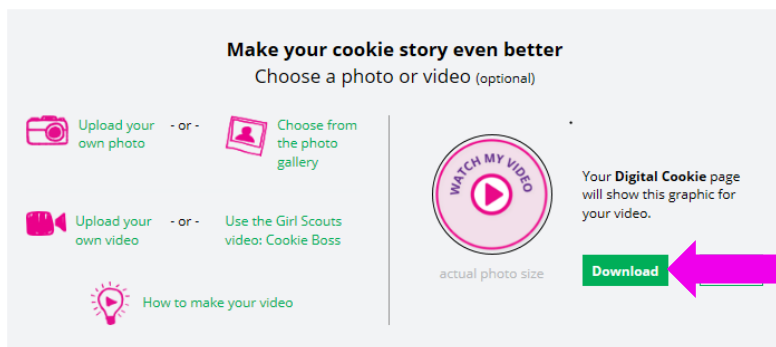 Make your cookie story even better
Choose a photo or video (optional)
Upload your
own photo
- or -
Choose from
the photo
gallery
Upload your
own video
- or -
Use the Girl Scouts
video: Cookie Boss
How to make your video
WATCH MY VIDEO
actual photo size
Your Digital Cookie page
will show this graphic for
your video.
Download